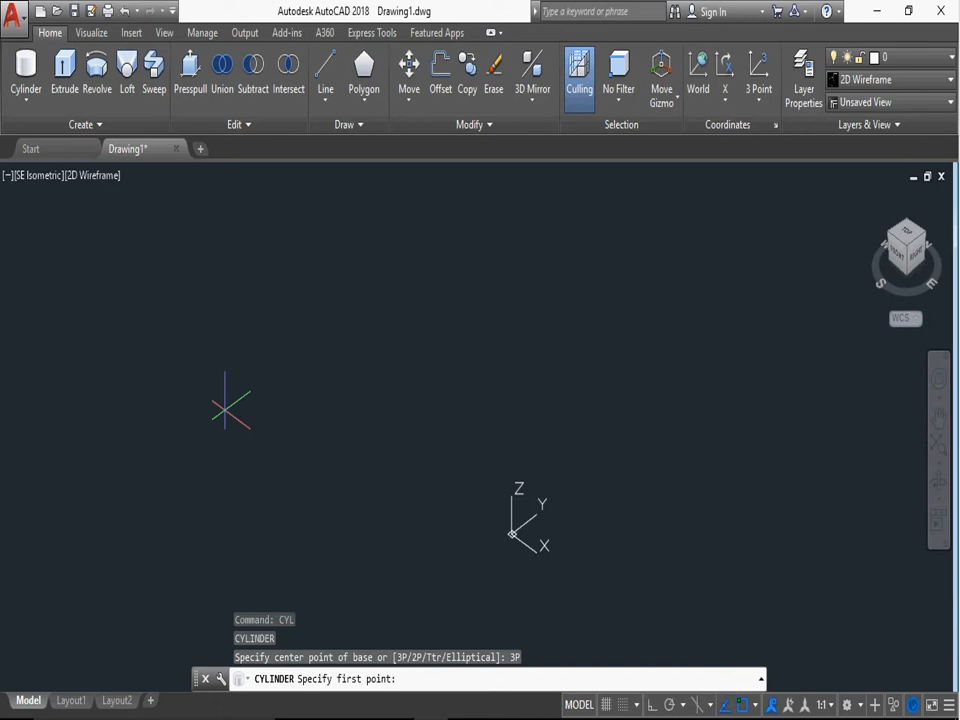 Autodesk AutoCAD 2018 Drawing1.dwg
Type a keyword or phrase
Sign In
Home Visualize Insert View Manage Output Add-ins A360 Express Tools Featured Apps
Cylinder Extrude Revolve Loft Sweep Presspull Union Subtract Intersect Line Polygon Move Offset Copy Erase 3D Mirror Culling No Filter Move Gizmo World X 3 Point Layer Properties
0
2D Wireframe
Unsaved View
Create Edit Draw Modify Selection Coordinates Layers & View
Start Drawing1*
[−][SE Isometric][2D Wireframe]
TOP
FRONT RIGHT
S E
WCS
Z
Y
X
Command: CYL
CYLINDER
Specify center point of base or [3P/2P/Ttr/Elliptical]: 3P
CYLINDER Specify first point:
Model Layout1 Layout2
MODEL 1:1